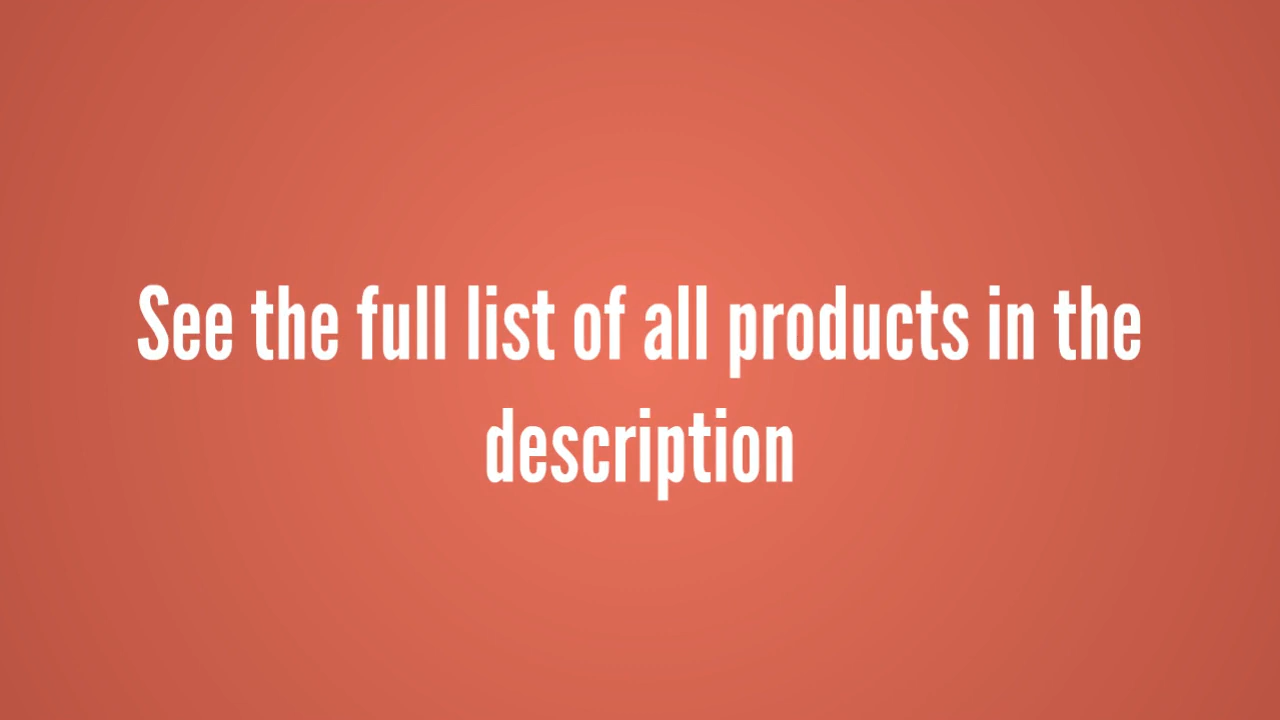 See the full list of all products in the
description